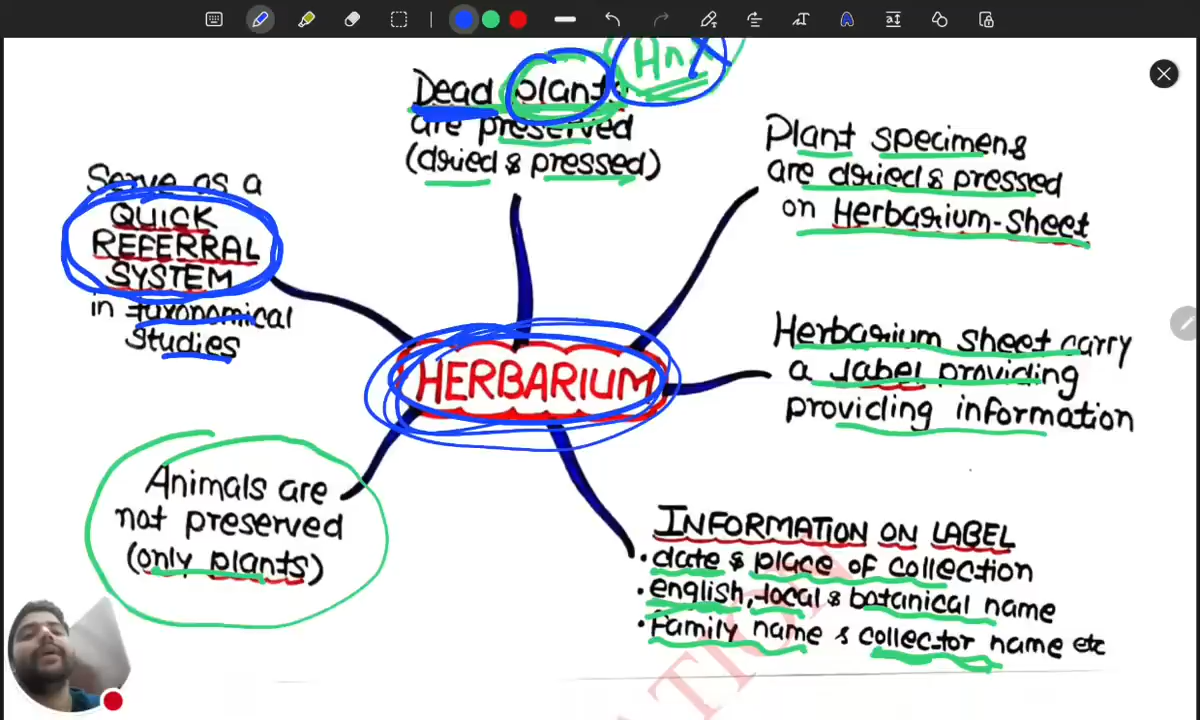 Dead plants
are preserved
(dried & pressed)
AnX
Plant specimens
are dried & pressed
on Herbarium-sheet
Serve as a
QUICK
REFERRAL
SYSTEM
in taxonomical
studies
HERBARIUM
Herbarium sheet carry
a label providing
providing information
Animals are
not preserved
(only plants)
INFORMATION ON LABEL
• date & place of collection
• english, local & botanical name
• Family name & collector name etc